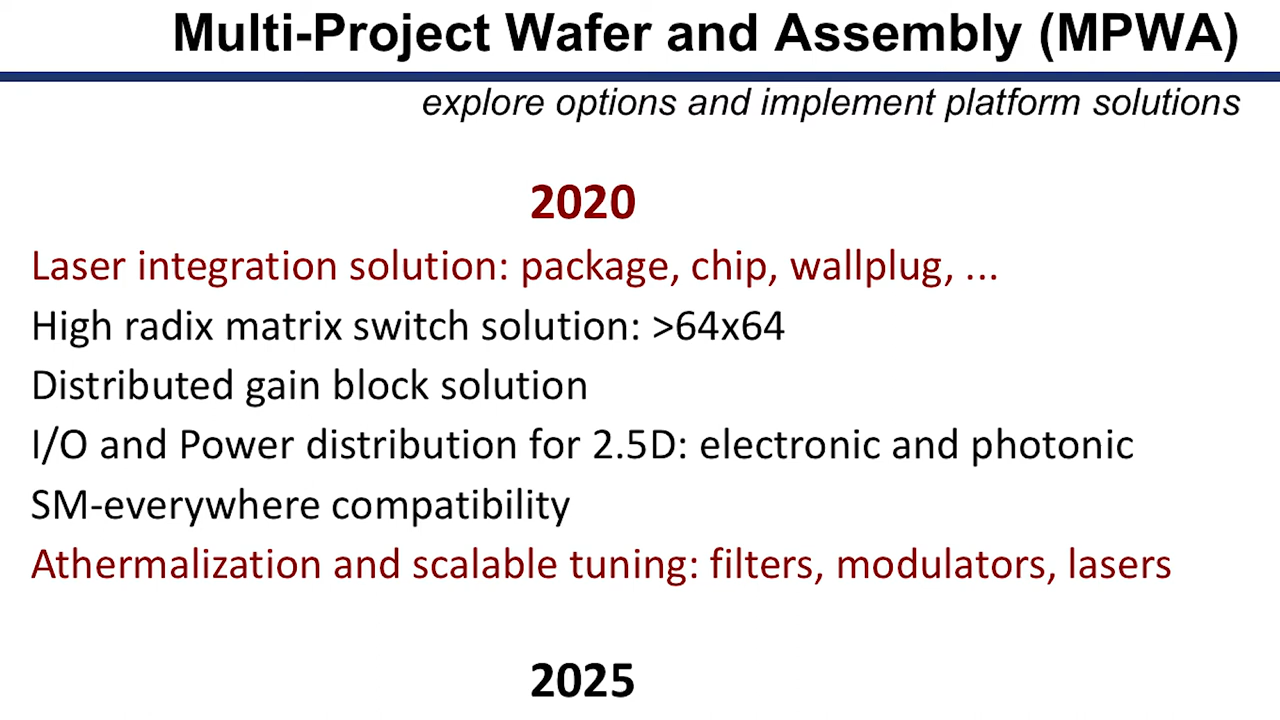 Multi-Project Wafer and Assembly (MPWA)
explore options and implement platform solutions
2020
Laser integration solution: package, chip, wallplug, ...
High radix matrix switch solution: >64x64
Distributed gain block solution
I/O and Power distribution for 2.5D: electronic and photonic
SM-everywhere compatibility
Athermalization and scalable tuning: filters, modulators, lasers
2025